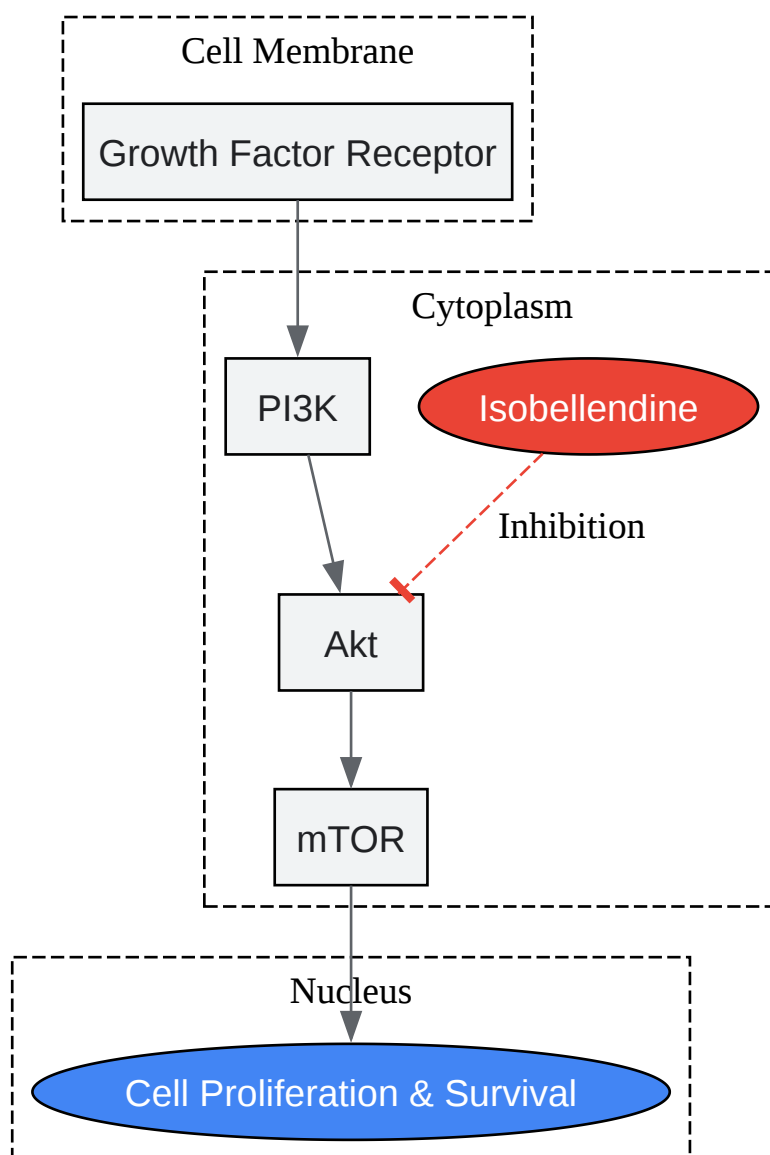 Cell Membrane
Growth Factor Receptor
Cytoplasm
PI3K
Isobellendine
Inhibition
Akt
mTOR
Nucleus
Cell Proliferation & Survival